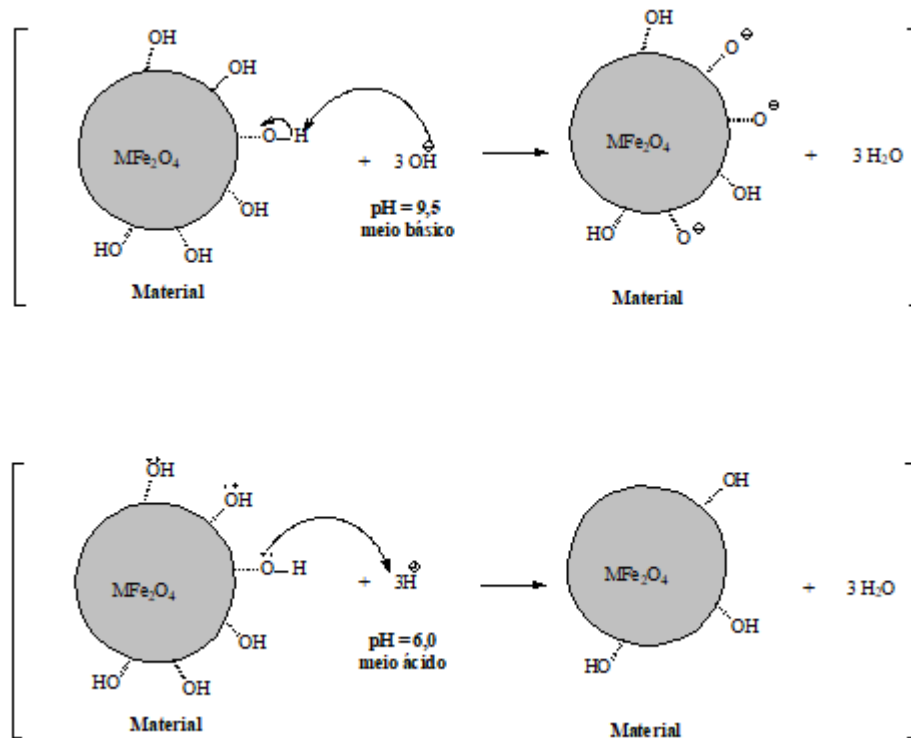 OH
OH
O
O–H
OH
O
MFe₂O₄
+ 3 OH⊖
MFe₂O₄
+ 3 H₂O
pH = 9,5
meio básico
OH
OH
HO
OH
HO
O⊖
Material
Material
OH
OH
OH
O–H
MFe₂O₄
+ 3H⊕
MFe₂O₄
+ 3 H₂O
OH
pH = 6,0
meio ácido
OH
HO
OH
HO
Material
Material